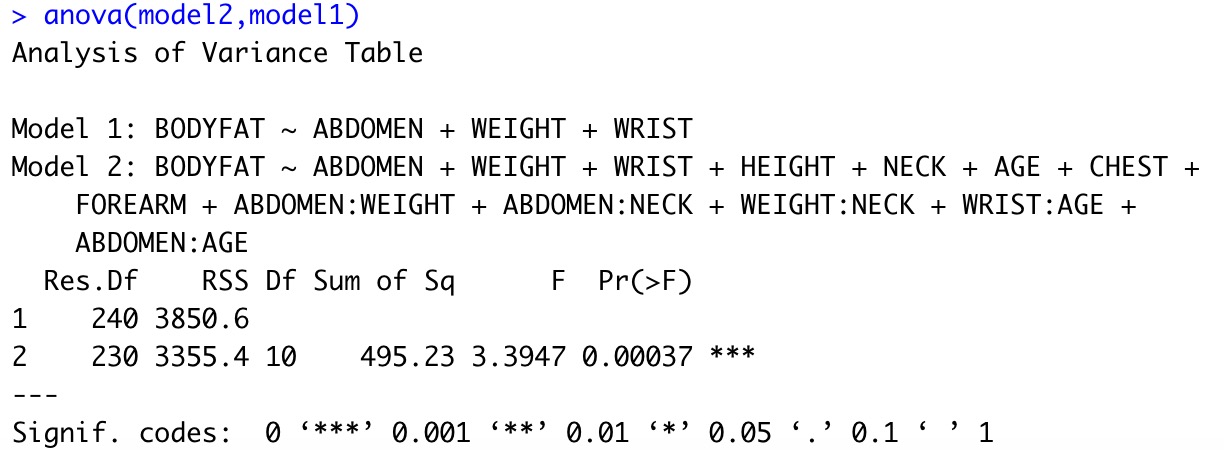 > anova(model2,model1)
Analysis of Variance Table

Model 1: BODYFAT ~ ABDOMEN + WEIGHT + WRIST
Model 2: BODYFAT ~ ABDOMEN + WEIGHT + WRIST + HEIGHT + NECK + AGE + CHEST +
    FOREARM + ABDOMEN:WEIGHT + ABDOMEN:NECK + WEIGHT:NECK + WRIST:AGE +
    ABDOMEN:AGE
  Res.Df    RSS Df Sum of Sq      F  Pr(>F)
1    240 3850.6
2    230 3355.4 10    495.23 3.3947 0.00037 ***
---
Signif. codes:  0 ‘***’ 0.001 ‘**’ 0.01 ‘*’ 0.05 ‘.’ 0.1 ‘ ’ 1